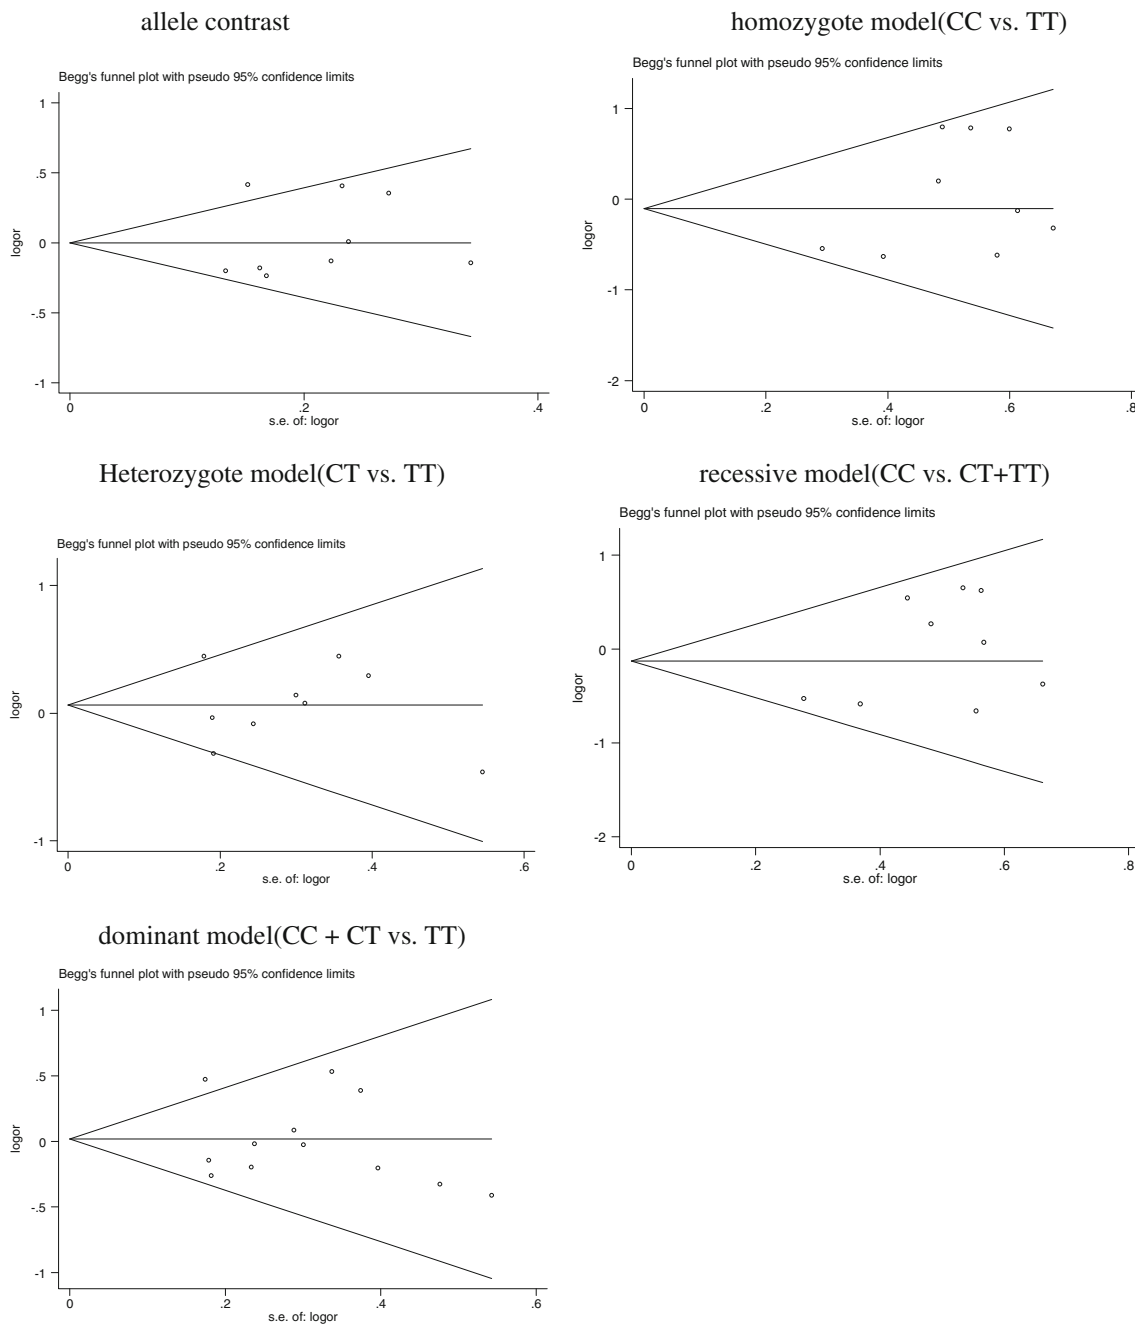 allele contrast
Begg's funnel plot with pseudo 95% confidence limits
1
.5
0
-.5
-1
logor
0
.2
.4
s.e. of: logor
homozygote model(CC vs. TT)
Begg's funnel plot with pseudo 95% confidence limits
1
0
-1
-2
logor
0
.2
.4
.6
.8
s.e. of: logor
Heterozygote model(CT vs. TT)
Begg's funnel plot with pseudo 95% confidence limits
1
0
-1
logor
0
.2
.4
.6
s.e. of: logor
recessive model(CC vs. CT+TT)
Begg's funnel plot with pseudo 95% confidence limits
1
0
-1
-2
logor
0
.2
.4
.6
.8
s.e. of: logor
dominant model(CC + CT vs. TT)
Begg's funnel plot with pseudo 95% confidence limits
1
.5
0
-.5
-1
logor
0
.2
.4
.6
s.e. of: logor